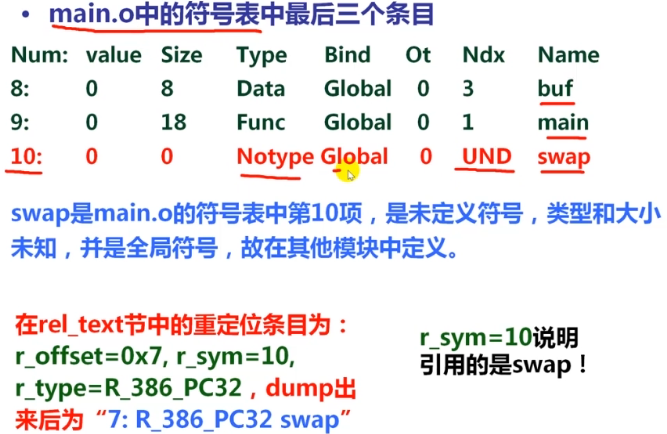 • main.o中的符号表中最后三个条目
Num: value Size Type Bind Ot Ndx Name
8: 0 8 Data Global 0 3 buf
9: 0 18 Func Global 0 1 main
10: 0 0 Notype Global 0 UND swap
swap是main.o的符号表中第10项，是未定义符号，类型和大小
未知，并是全局符号，故在其他模块中定义。
在rel_text节中的重定位条目为：
r_offset=0x7, r_sym=10,
r_type=R_386_PC32，dump出
来后为“7: R_386_PC32 swap”
r_sym=10说明
引用的是swap！